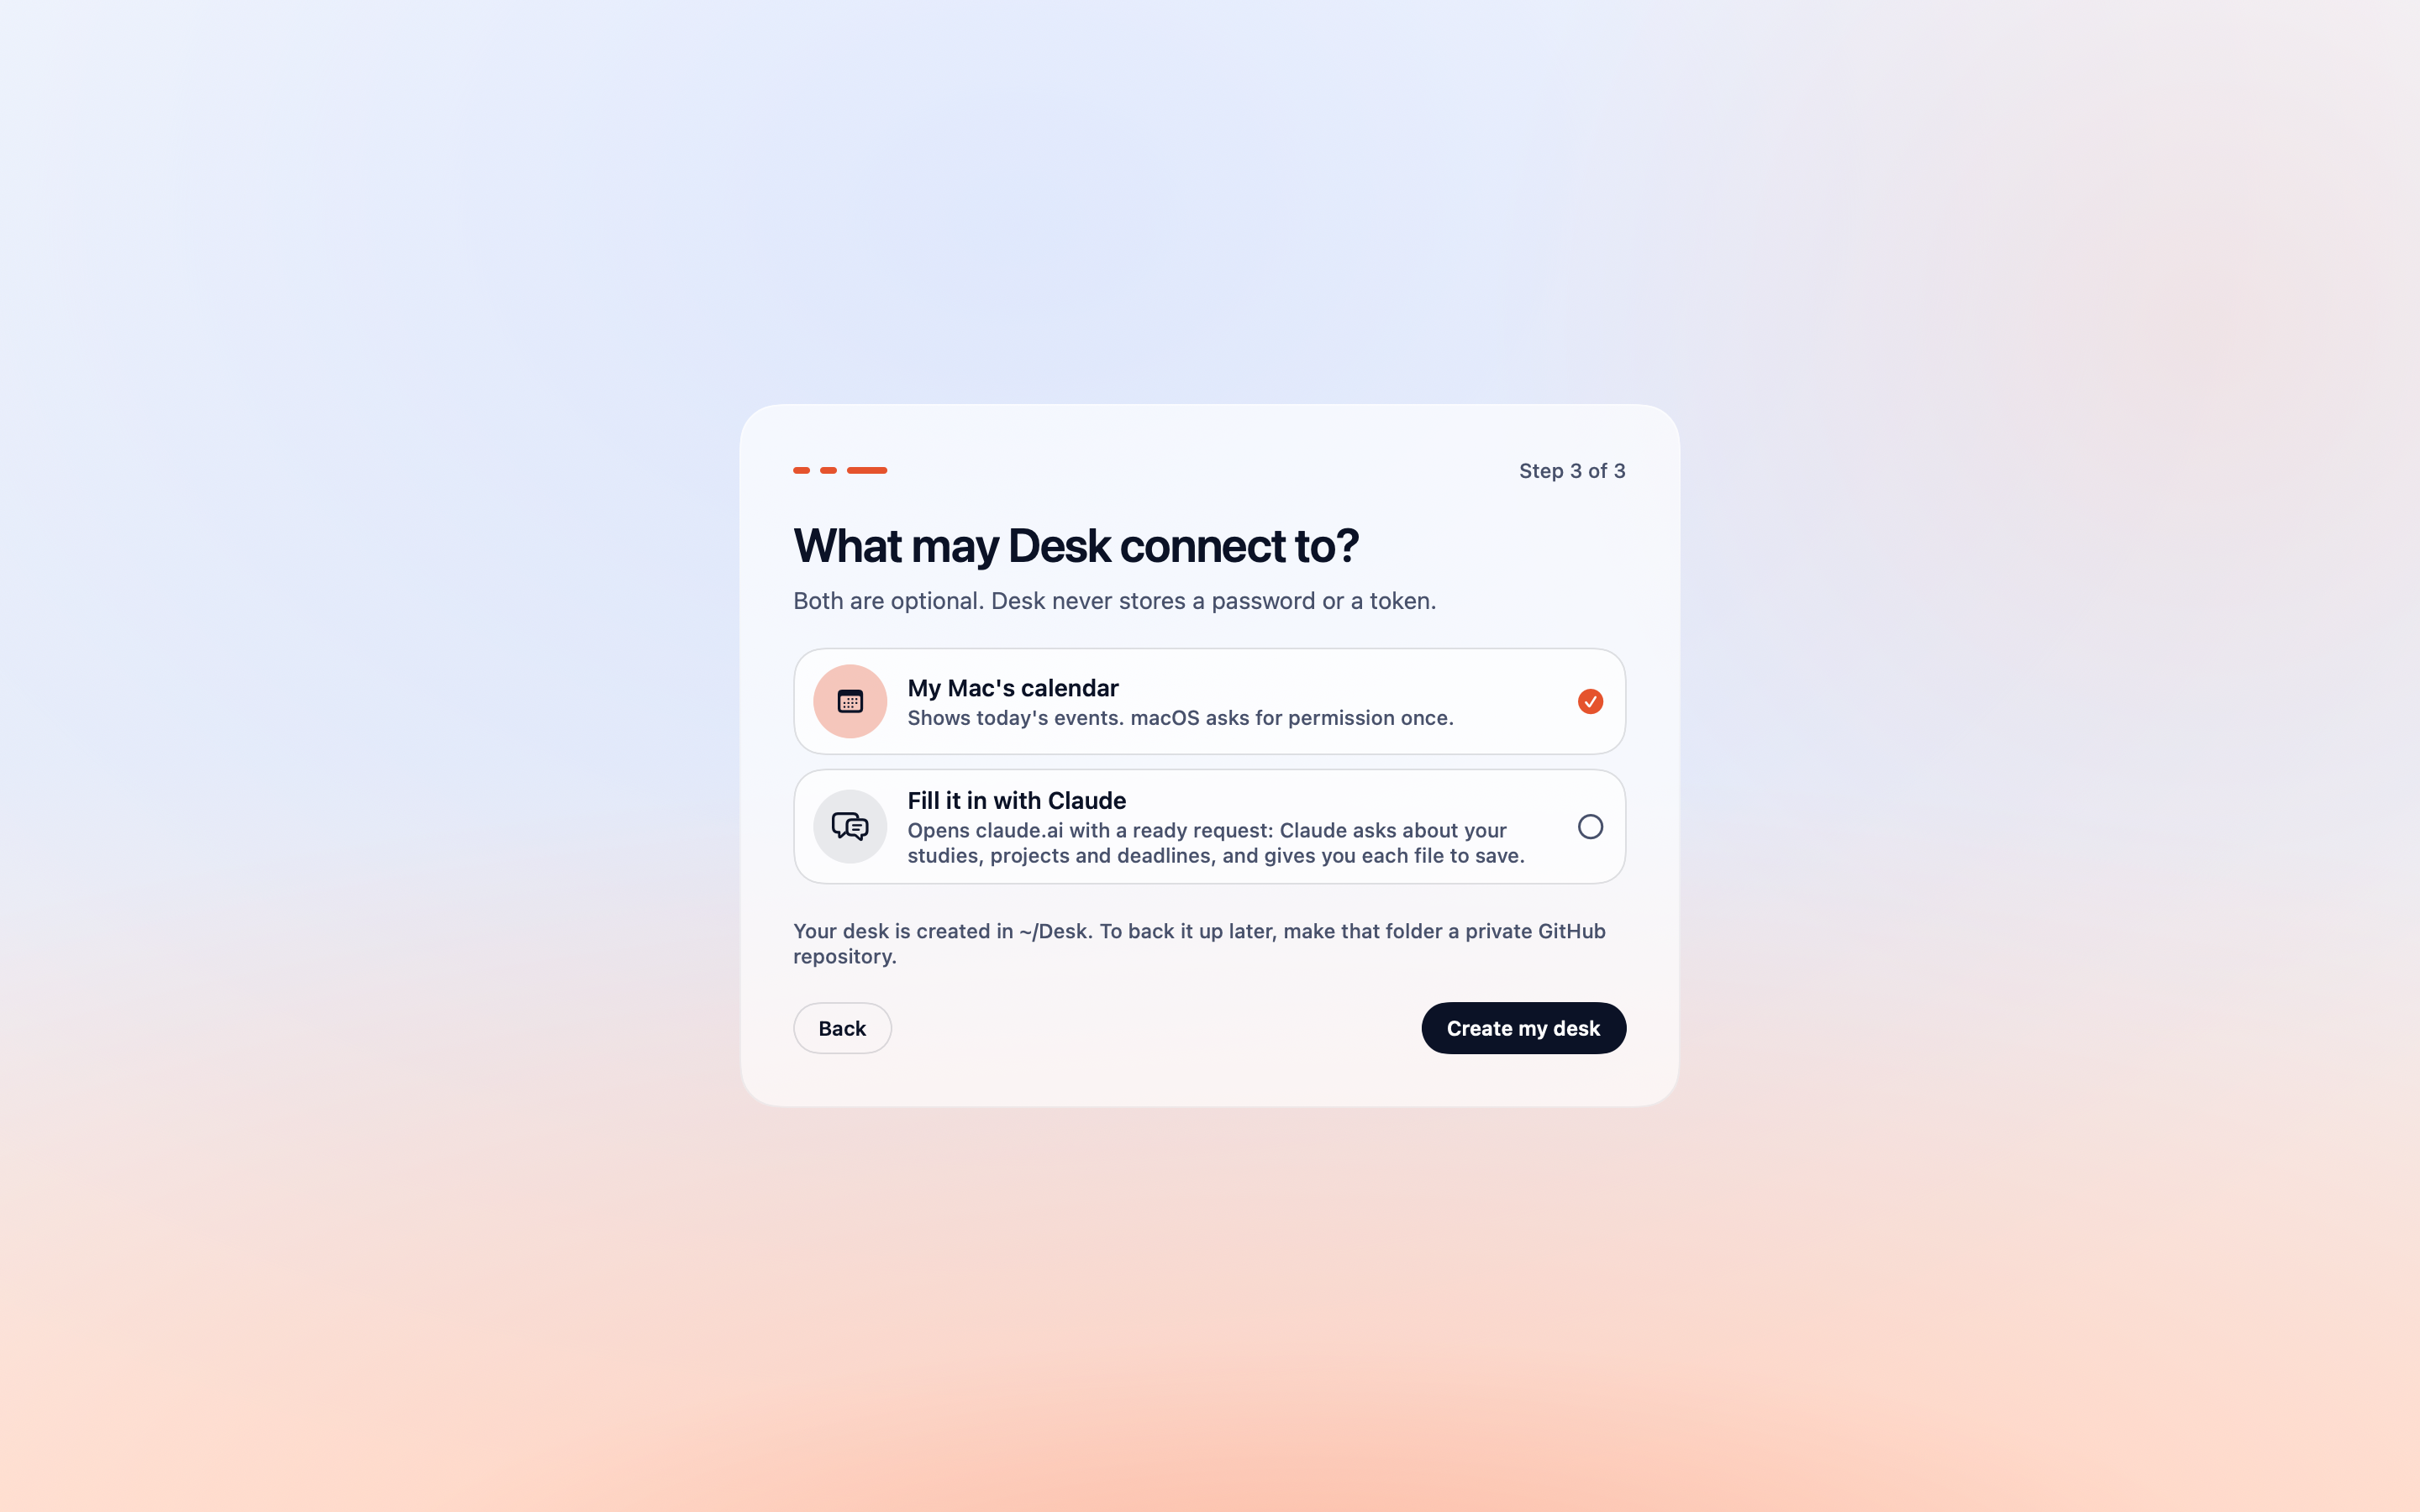 Step 3 of 3
What may Desk connect to?
Both are optional. Desk never stores a password or a token.
My Mac's calendar
Shows today's events. macOS asks for permission once.
Fill it in with Claude
Opens claude.ai with a ready request: Claude asks about your
studies, projects and deadlines, and gives you each file to save.
Your desk is created in ~/Desk. To back it up later, make that folder a private GitHub
repository.
Back
Create my desk